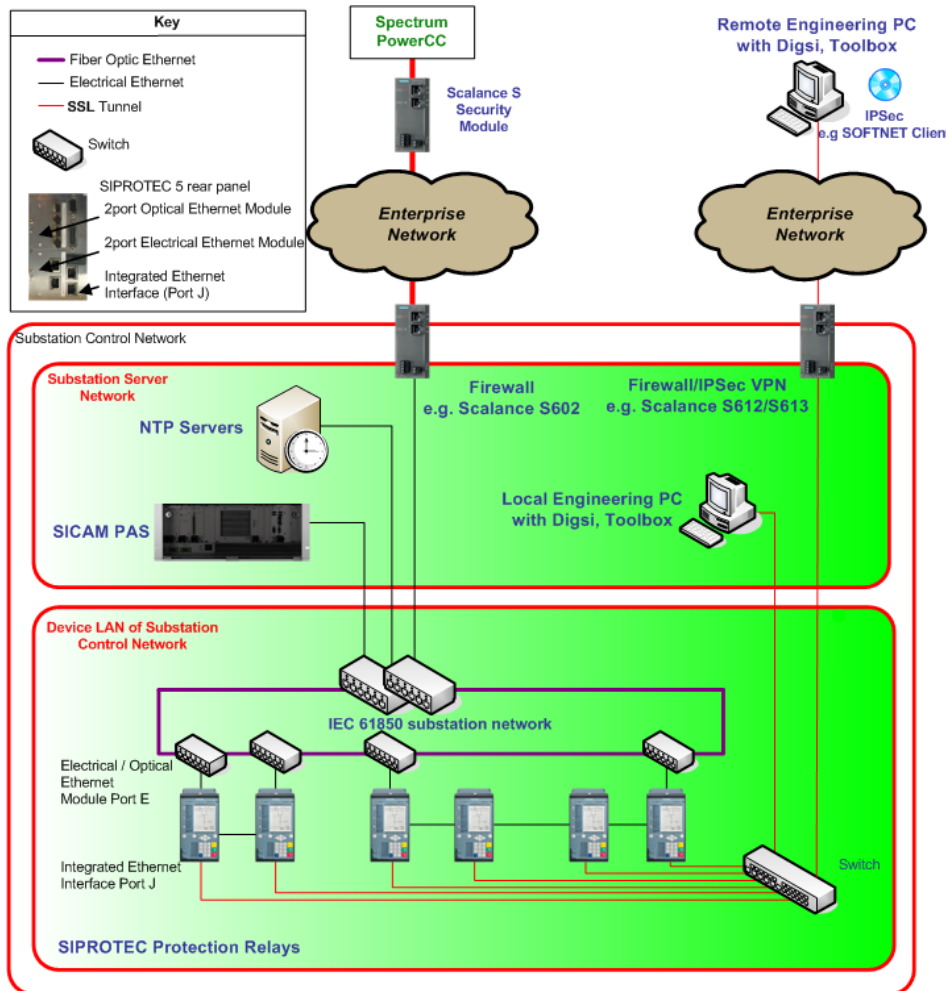 Key
Fiber Optic Ethernet
Electrical Ethernet
SSL Tunnel
Switch
SIPROTEC 5 rear panel
2port Optical Ethernet Module
2port Electrical Ethernet Module
Integrated Ethernet
Interface (Port J)
Spectrum
PowerCC
Scalance S
Security
Module
Remote Engineering PC
with Digsi, Toolbox
IPSec
e.g SOFTNET Client
Enterprise
Network
Enterprise
Network
Substation Control Network
Substation Server
Network
Firewall
e.g. Scalance S602
Firewall/IPSec VPN
e.g. Scalance S612/S613
NTP Servers
Local Engineering PC
with Digsi, Toolbox
SICAM PAS
Device LAN of Substation
Control Network
IEC 61850 substation network
Electrical / Optical
Ethernet
Module Port E
Integrated Ethernet
Interface Port J
Switch
SIPROTEC Protection Relays